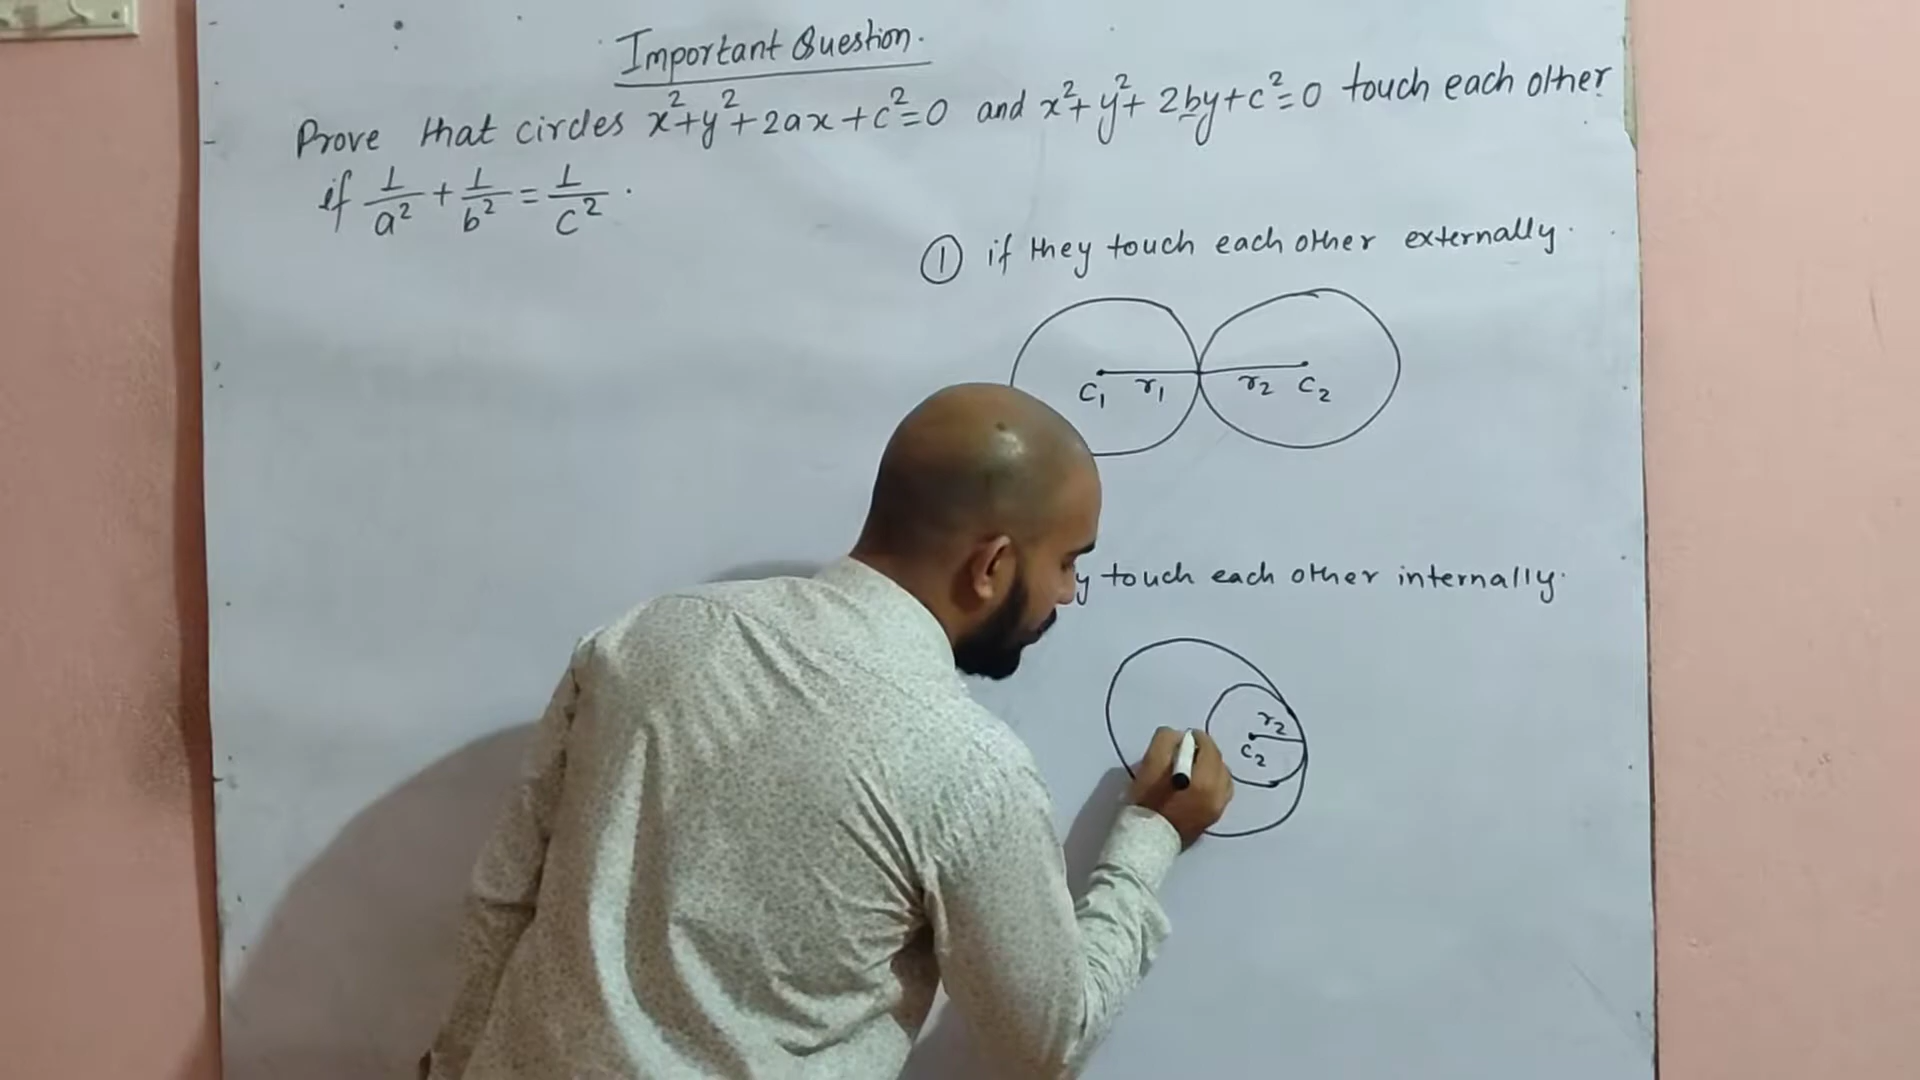 Important Question.
Prove that circles x²+y²+2ax+c²=0 and x²+y²+2by+c²=0 touch each other
if 1/a² + 1/b² = 1/c².
① if they touch each other externally.
C₁ r₁ r₂ C₂
y touch each other internally.
r₂
C₂